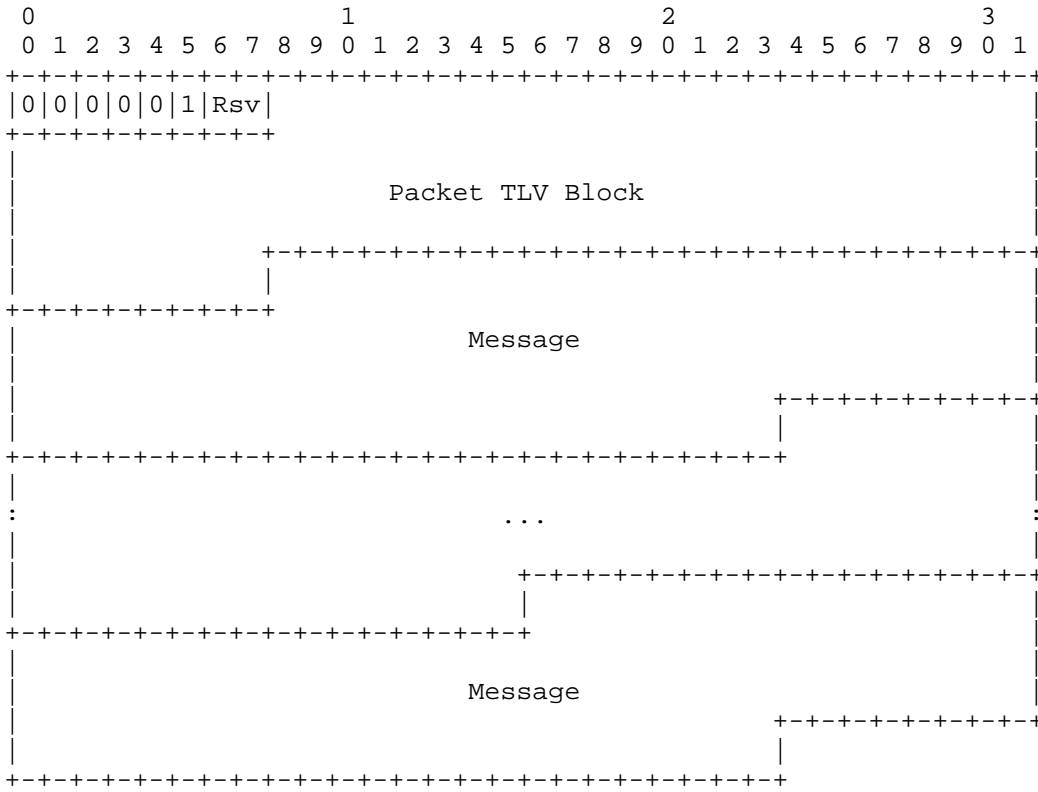 0                   1                   2                   3
 0 1 2 3 4 5 6 7 8 9 0 1 2 3 4 5 6 7 8 9 0 1 2 3 4 5 6 7 8 9 0 1
+-+-+-+-+-+-+-+-+-+-+-+-+-+-+-+-+-+-+-+-+-+-+-+-+-+-+-+-+-+-+-+-+
|0|0|0|0|0|1|Rsv|                                               |
+-+-+-+-+-+-+-+-+                                               |
|                                                               |
|                       Packet TLV Block                        |
|                                                               |
|               +-+-+-+-+-+-+-+-+-+-+-+-+-+-+-+-+-+-+-+-+-+-+-+-+
|               |                                               |
+-+-+-+-+-+-+-+-+                                               |
|                            Message                            |
|                                                               |
|                                               +-+-+-+-+-+-+-+-+
|                                               |               |
+-+-+-+-+-+-+-+-+-+-+-+-+-+-+-+-+-+-+-+-+-+-+-+-+               |
|                                                               |
:                              ...                              :
|                                                               |
|                               +-+-+-+-+-+-+-+-+-+-+-+-+-+-+-+-+
|                               |                               |
+-+-+-+-+-+-+-+-+-+-+-+-+-+-+-+-+                               |
|                                                               |
|                            Message                            |
|                                               +-+-+-+-+-+-+-+-+
|                                               |
+-+-+-+-+-+-+-+-+-+-+-+-+-+-+-+-+-+-+-+-+-+-+-+-+